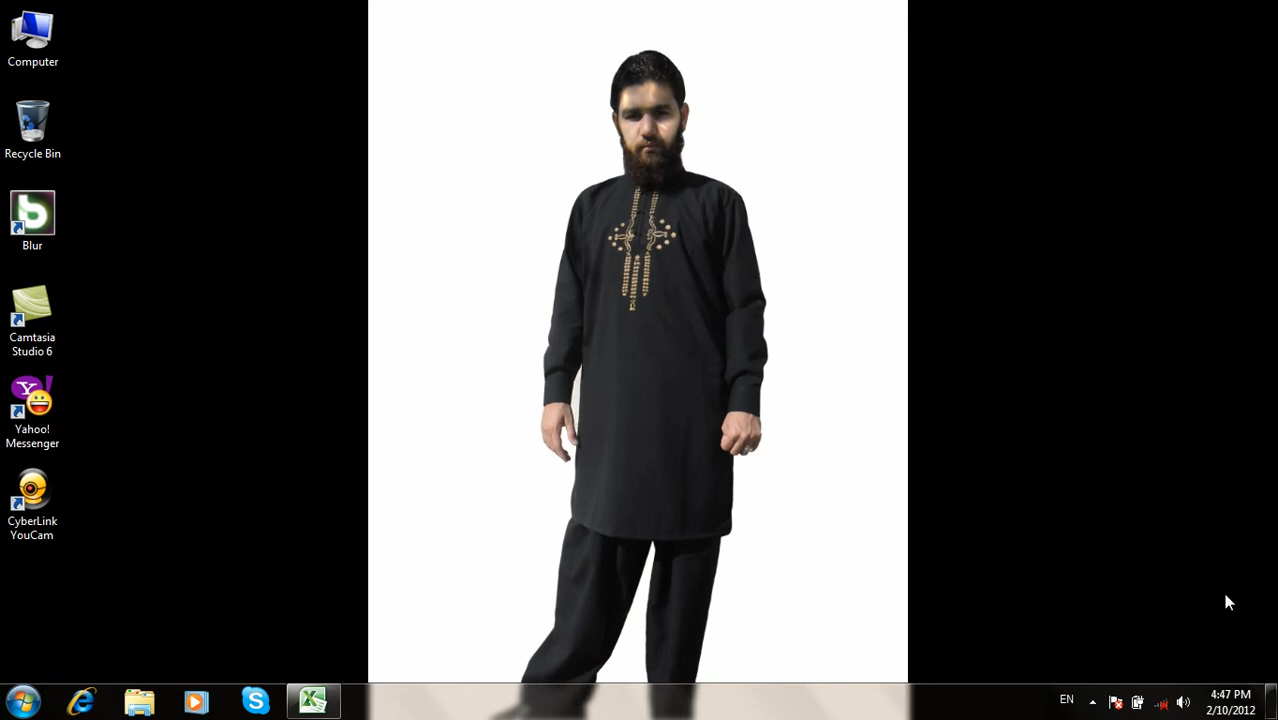 Computer
Recycle Bin
Blur
Camtasia
Studio 6
Yahoo!
Messenger
CyberLink
YouCam
EN
4:47 PM
2/10/2012